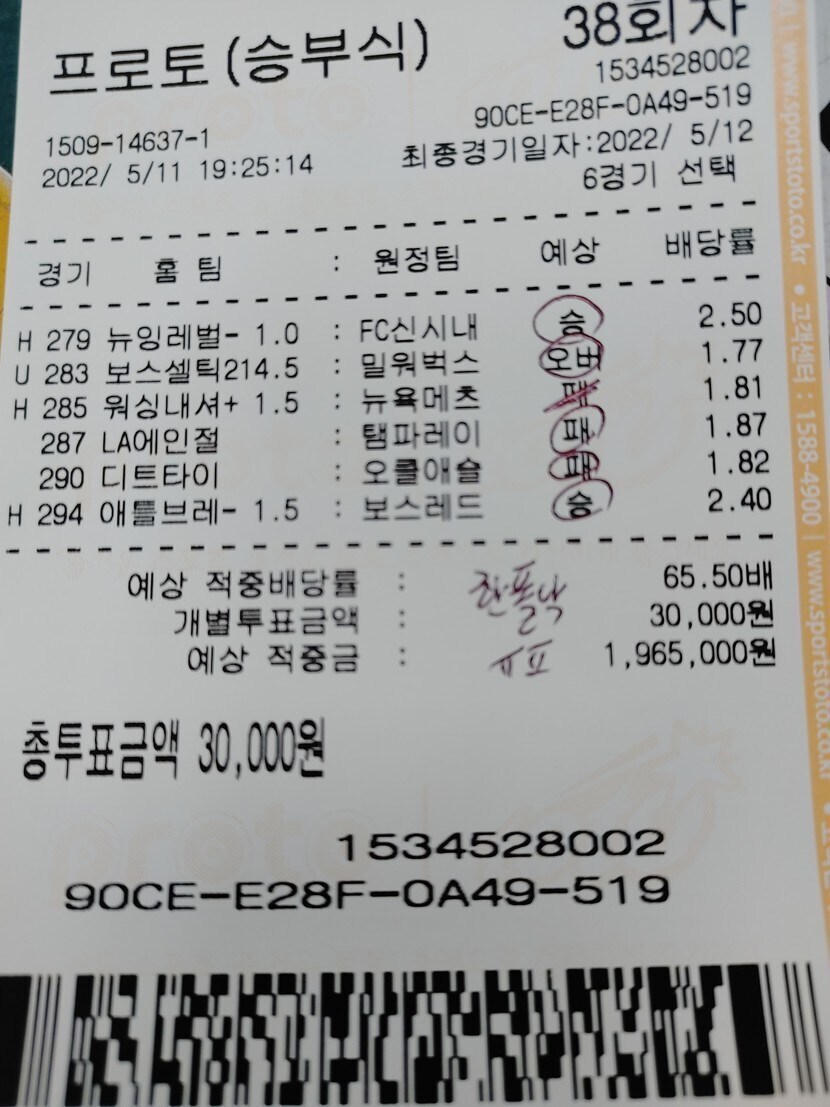 38회차
프로토(승부식)
1534528002
90CE-E28F-0A49-519
1509-14637-1
최종경기일자:2022/ 5/12
2022/ 5/11 19:25:14
6경기 선택
경기 홈 팀 : 원정팀 예상 배당률
H 279 뉴잉레벌- 1.0 : FC신시내 승 2.50
U 283 보스셀틱214.5 : 밀워벅스 오버 1.77
H 285 워싱내셔+ 1.5 : 뉴욕메츠 패 1.81
287 LA에인절 : 탬파레이 패 1.87
290 디트타이 : 오클애슬 패 1.82
H 294 애틀브레- 1.5 : 보스레드 승 2.40
예상 적중배당률 : 65.50배
한폴낙
개별투표금액 : 30,000원
예상 적중금 : 1,965,000원
ㅠㅠ
총투표금액 30,000원
1534528002
90CE-E28F-0A49-519
www.sportstoto.co.kr • 고객센터 : 1588-4900 | www.sportstoto.co.kr